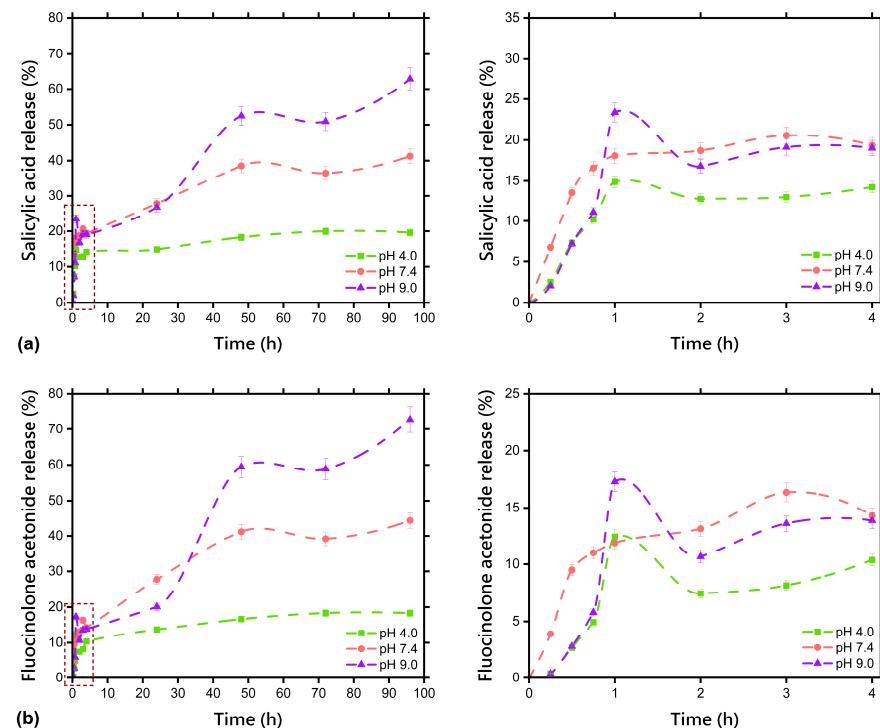 80
70
60
50
40
30
20
10
0
Salicylic acid release (%)
pH 4.0
pH 7.4
pH 9.0
0 10 20 30 40 50 60 70 80 90 100
Time (h)
(a)
35
30
25
20
15
10
5
0
Salicylic acid release (%)
pH 4.0
pH 7.4
pH 9.0
0 1 2 3 4
Time (h)
80
70
60
50
40
30
20
10
0
Fluocinolone acetonide release (%)
pH 4.0
pH 7.4
pH 9.0
0 10 20 30 40 50 60 70 80 90 100
Time (h)
(b)
25
20
15
10
5
0
Fluocinolone acetonide release (%)
pH 4.0
pH 7.4
pH 9.0
0 1 2 3 4
Time (h)